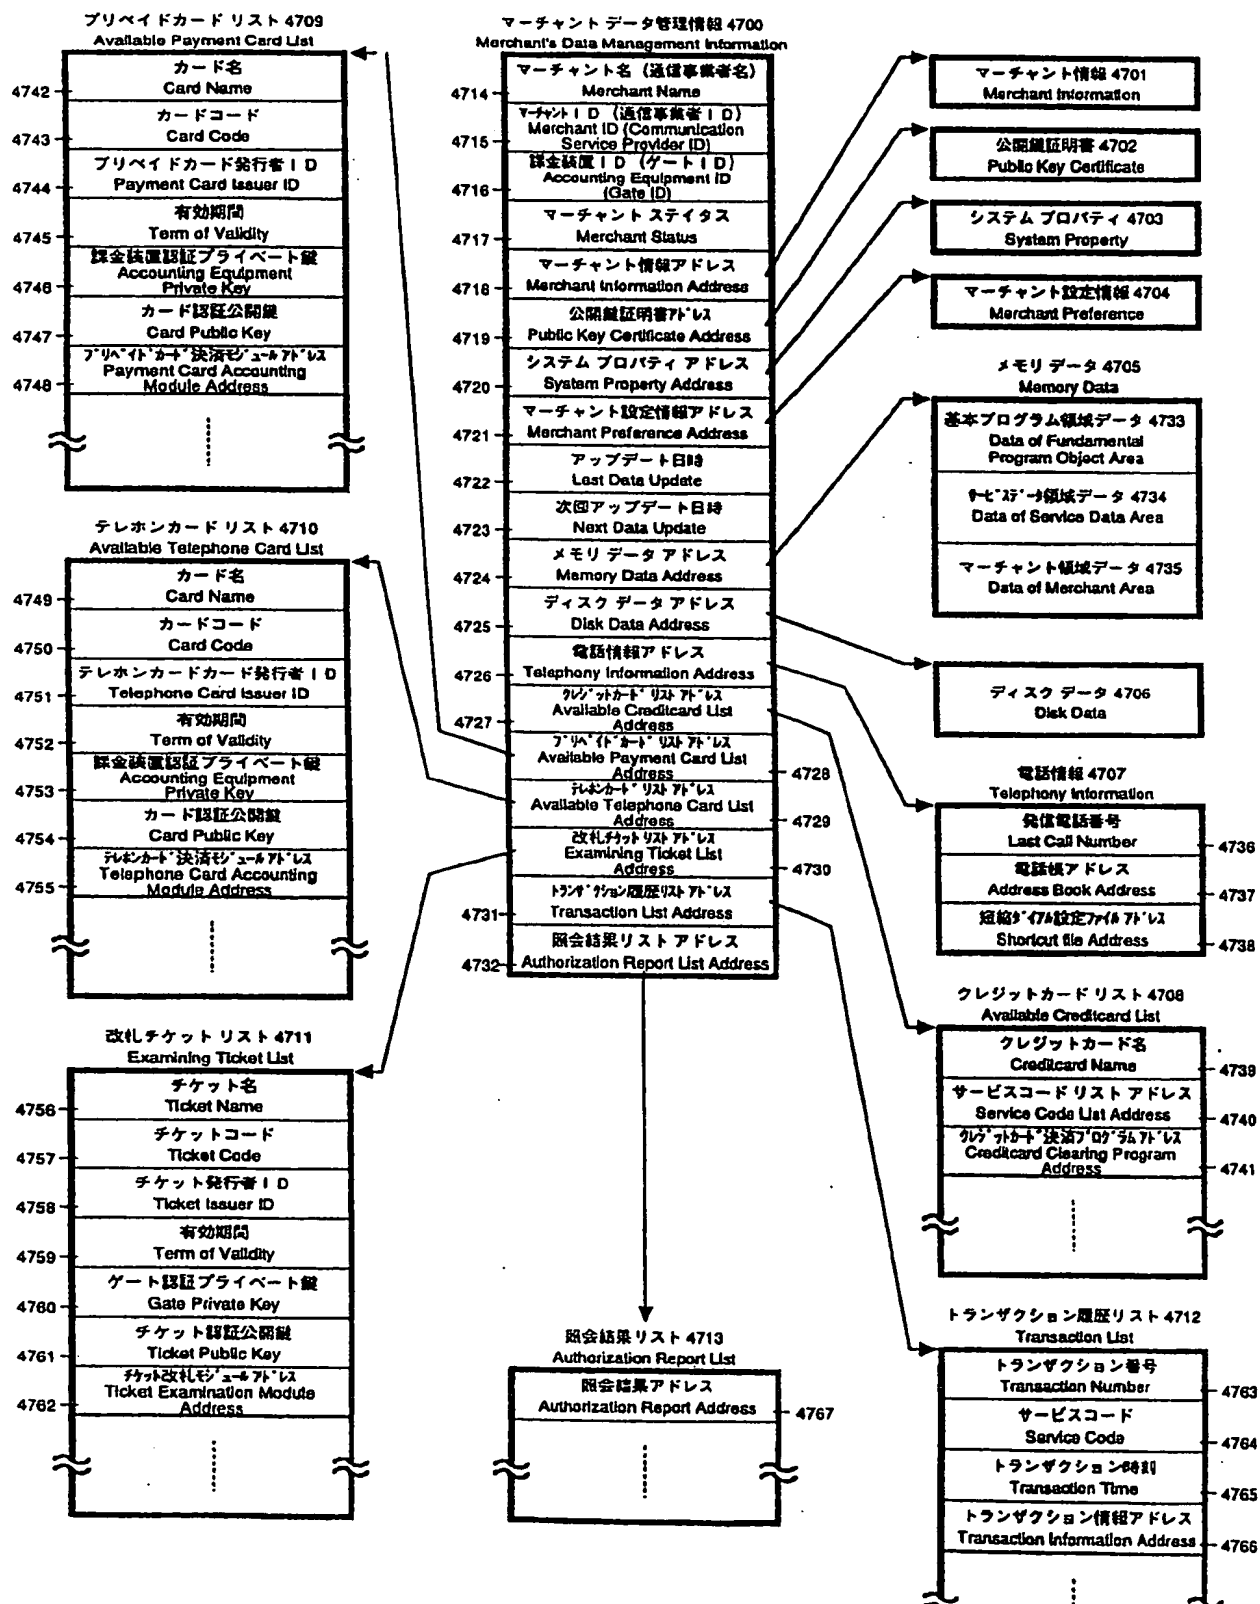 プリペイドカード リスト 4709
Available Payment Card List
カード名
Card Name
4742
カードコード
Card Code
4743
プリペイドカード発行者ＩＤ
Payment Card Issuer ID
4744
有効期間
Term of Validity
4745
課金装置認証プライベート鍵
Accounting Equipment
Private Key
4746
カード認証公開鍵
Card Public Key
4747
プリペイドカード決済モジュールアドレス
Payment Card Accounting
Module Address
4748
テレホンカード リスト 4710
Available Telephone Card List
カード名
Card Name
4749
カードコード
Card Code
4750
テレホンカードカード発行者ＩＤ
Telephone Card Issuer ID
4751
有効期間
Term of Validity
4752
課金装置認証プライベート鍵
Accounting Equipment
Private Key
4753
カード認証公開鍵
Card Public Key
4754
テレホンカード決済モジュールアドレス
Telephone Card Accounting
Module Address
4755
改札チケット リスト 4711
Examining Ticket List
チケット名
Ticket Name
4756
チケットコード
Ticket Code
4757
チケット発行者ＩＤ
Ticket Issuer ID
4758
有効期間
Term of Validity
4759
ゲート認証プライベート鍵
Gate Private Key
4760
チケット認証公開鍵
Ticket Public Key
4761
チケット改札モジュールアドレス
Ticket Examination Module
Address
4762
マーチャント データ管理情報 4700
Merchant's Data Management Information
マーチャント名（通信事業者名）
Merchant Name
4714
マーチャントＩＤ（通信事業者ＩＤ）
Merchant ID (Communication
Service Provider ID)
4715
課金装置ＩＤ（ゲートＩＤ）
Accounting Equipment ID
(Gate ID)
4716
マーチャント ステイタス
Merchant Status
4717
マーチャント情報アドレス
Merchant Information Address
4718
公開鍵証明書アドレス
Public Key Certificate Address
4719
システム プロパティ アドレス
System Property Address
4720
マーチャント設定情報アドレス
Merchant Preference Address
4721
アップデート日時
Last Data Update
4722
次回アップデート日時
Next Data Update
4723
メモリ データ アドレス
Memory Data Address
4724
ディスク データ アドレス
Disk Data Address
4725
電話情報アドレス
Telephony Information Address
4726
クレジットカード リスト アドレス
Available Creditcard List
Address
4727
プリペイドカード リスト アドレス
Available Payment Card List
Address
4728
テレホンカード リスト アドレス
Available Telephone Card List
Address
4729
改札チケット リスト アドレス
Examining Ticket List
Address
4730
トランザクション履歴リスト アドレス
Transaction List Address
4731
照会結果リスト アドレス
Authorization Report List Address
4732
照会結果リスト 4713
Authorization Report List
照会結果アドレス
Authorization Report Address
4767
マーチャント情報 4701
Merchant Information
公開鍵証明書 4702
Public Key Certificate
システム プロパティ 4703
System Property
マーチャント設定情報 4704
Merchant Preference
メモリ データ 4705
Memory Data
基本プログラム領域データ 4733
Data of Fundamental
Program Object Area
サービスデータ領域データ 4734
Data of Service Data Area
マーチャント領域データ 4735
Data of Merchant Area
ディスク データ 4706
Disk Data
電話情報 4707
Telephony Information
発信電話番号
Last Call Number
4736
電話帳アドレス
Address Book Address
4737
短縮ダイアル設定ファイル アドレス
Shortcut file Address
4738
クレジットカード リスト 4708
Available Creditcard List
クレジットカード名
Creditcard Name
4739
サービスコード リスト アドレス
Service Code List Address
4740
クレジットカード決済プログラムアドレス
Creditcard Clearing Program
Address
4741
トランザクション履歴リスト 4712
Transaction List
トランザクション番号
Transaction Number
4763
サービスコード
Service Code
4764
トランザクション時刻
Transaction Time
4765
トランザクション情報アドレス
Transaction Information Address
4766